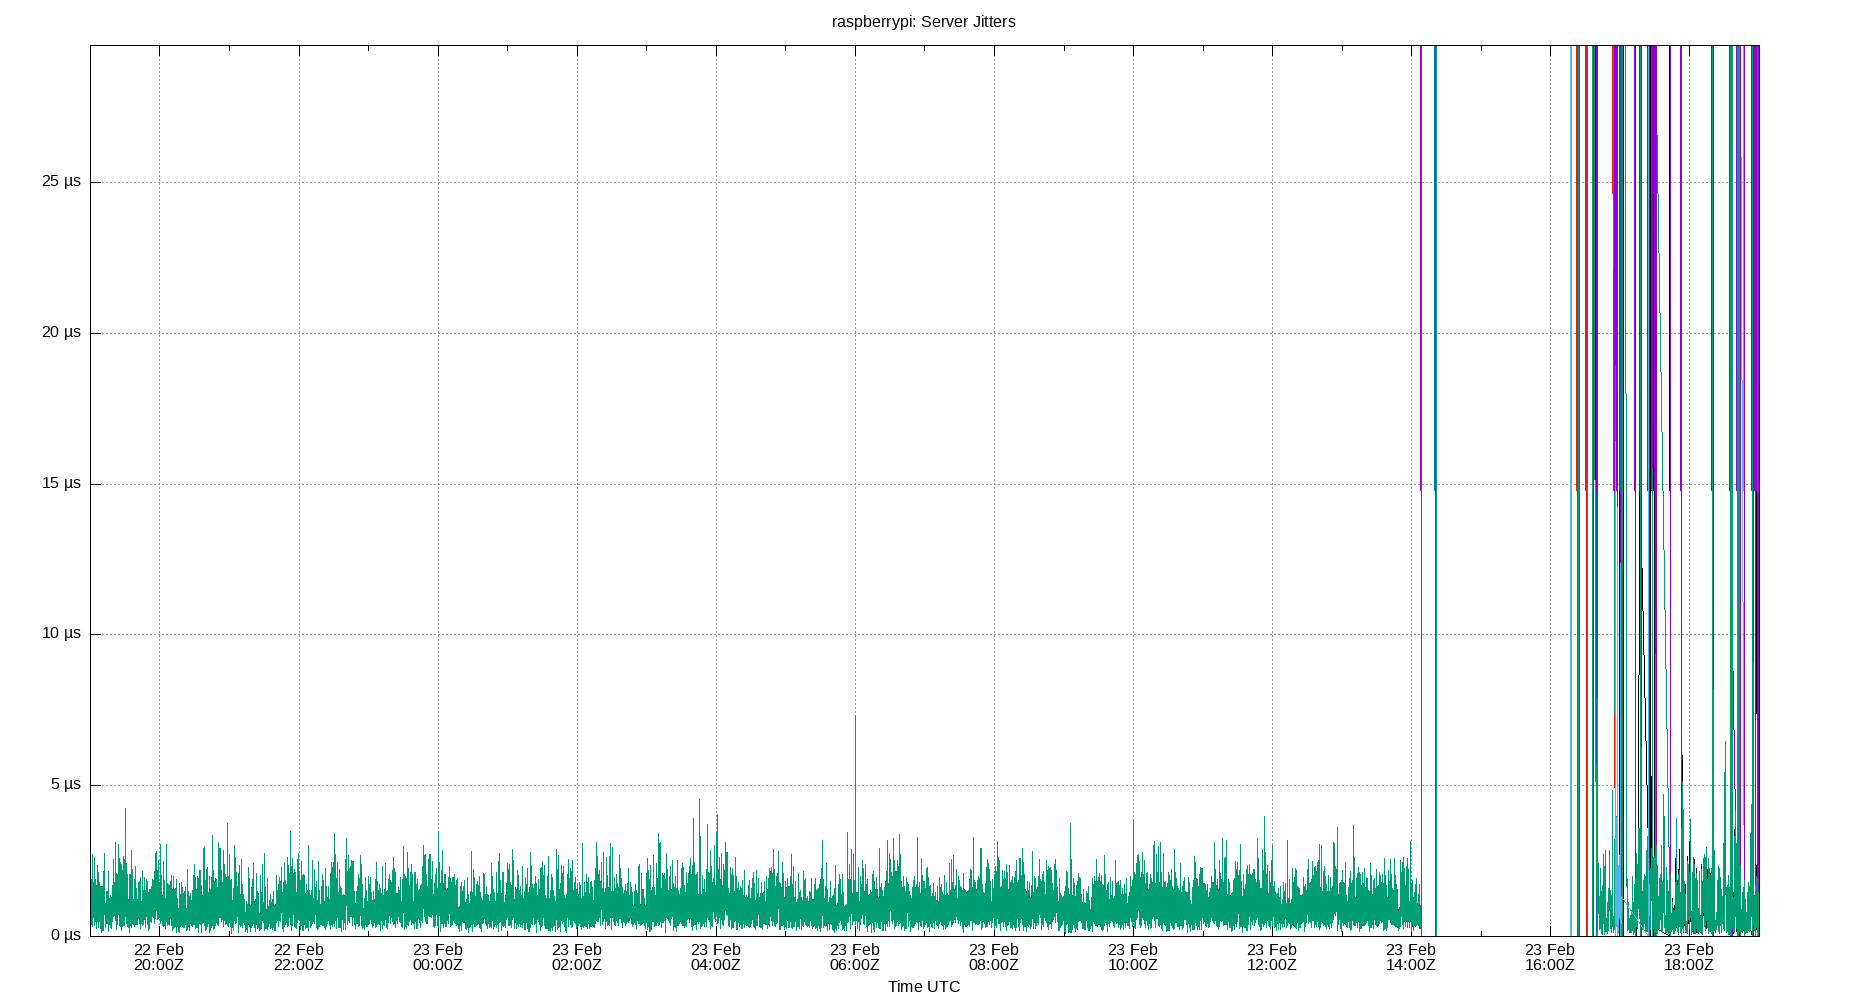 raspberrypi: Server Jitters
25 µs
20 µs
15 µs
10 µs
5 µs
0 µs
22 Feb 22 Feb 23 Feb 23 Feb 23 Feb 23 Feb 23 Feb 23 Feb 23 Feb 23 Feb 23 Feb 23 Feb
20:00Z 22:00Z 00:00Z 02:00Z 04:00Z 06:00Z 08:00Z 10:00Z 12:00Z 14:00Z 16:00Z 18:00Z
Time UTC